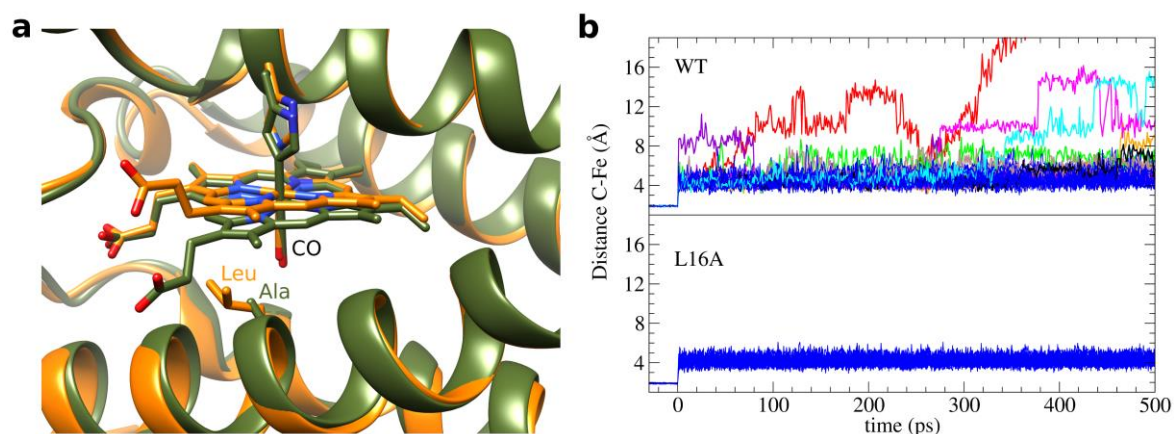 a
CO
Leu
Ala
b
WT
16
12
8
4
L16A
16
12
8
4
Distance C-Fe (Å)
0 100 200 300 400 500
time (ps)